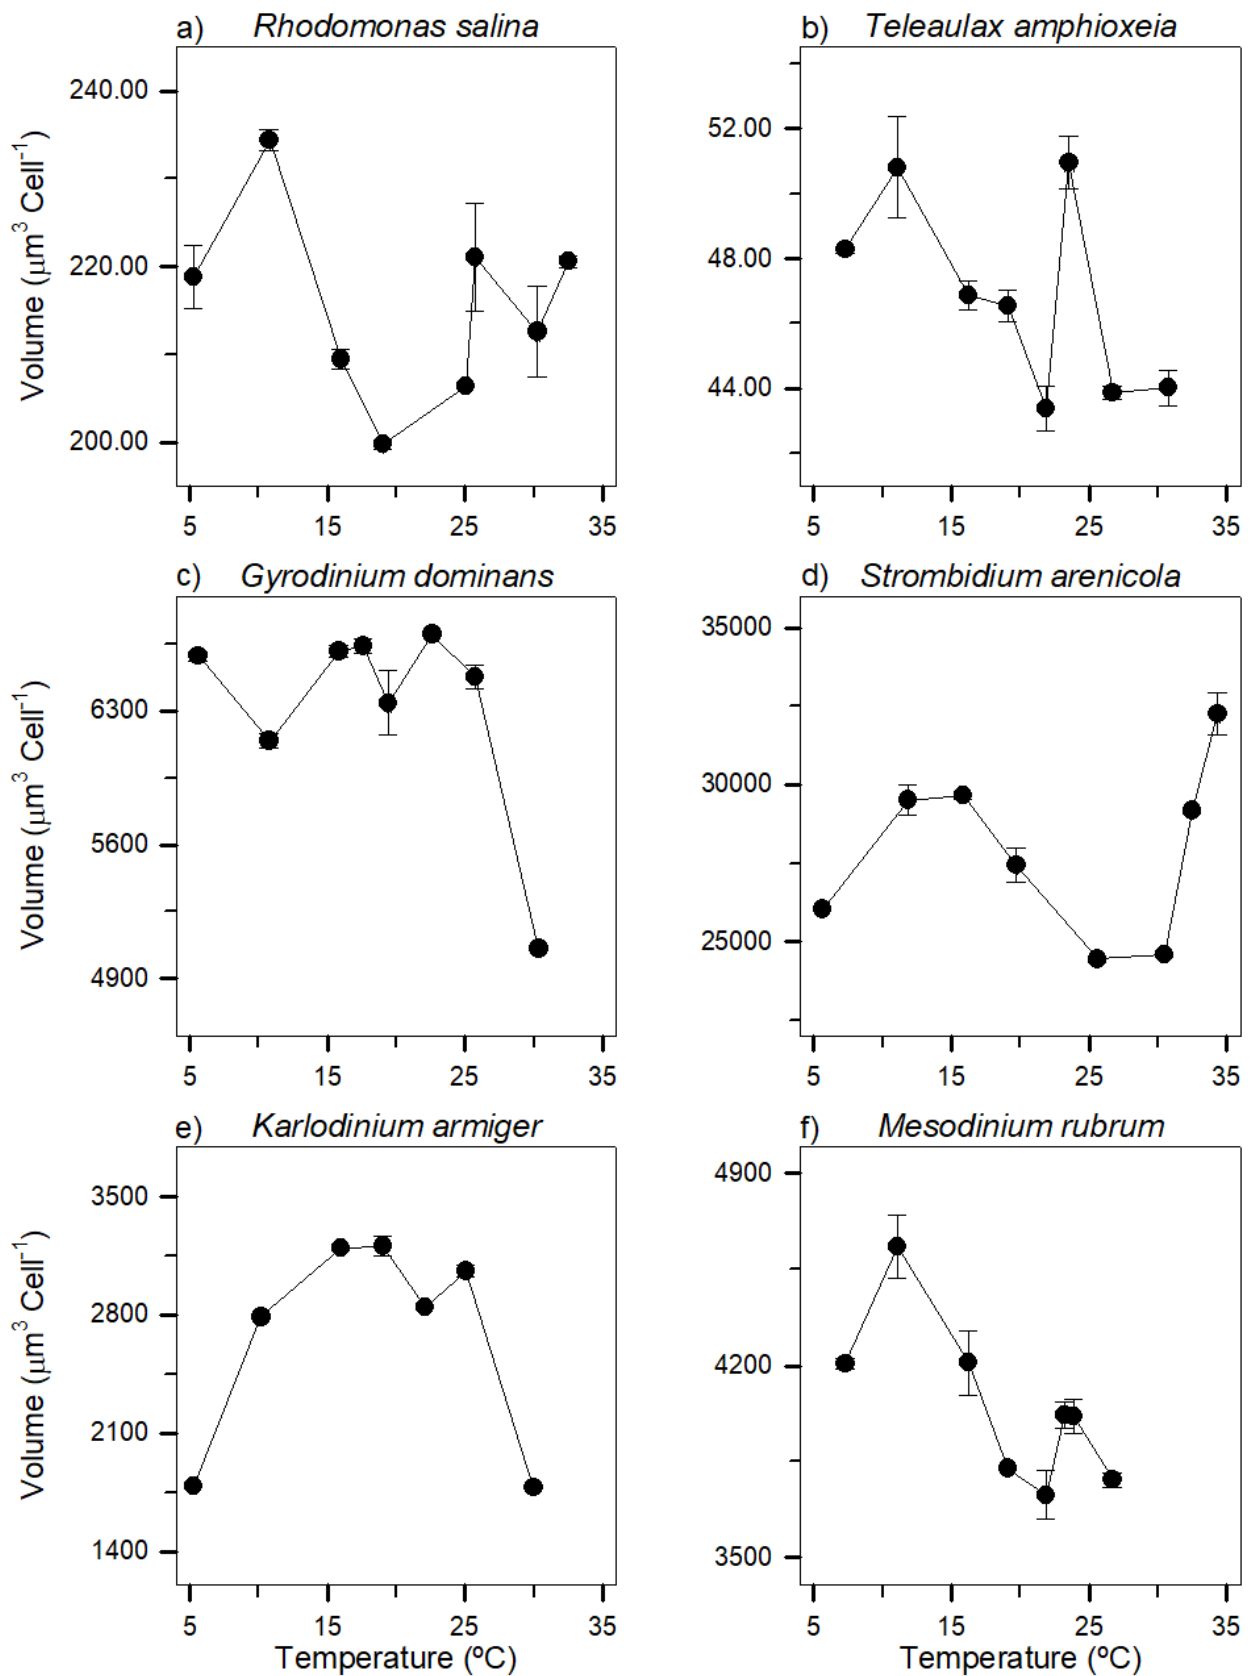 a) Rhodomonas salina
b) Teleaulax amphioxeia
Volume (μm³ Cell⁻¹)
240.00
220.00
200.00
5 15 25 35
52.00
48.00
44.00
5 15 25 35
c) Gyrodinium dominans
d) Strombidium arenicola
Volume (μm³ Cell⁻¹)
6300
5600
4900
5 15 25 35
35000
30000
25000
5 15 25 35
e) Karlodinium armiger
f) Mesodinium rubrum
Volume (μm³ Cell⁻¹)
3500
2800
2100
1400
5 15 25 35
Temperature (ºC)
4900
4200
3500
5 15 25 35
Temperature (ºC)